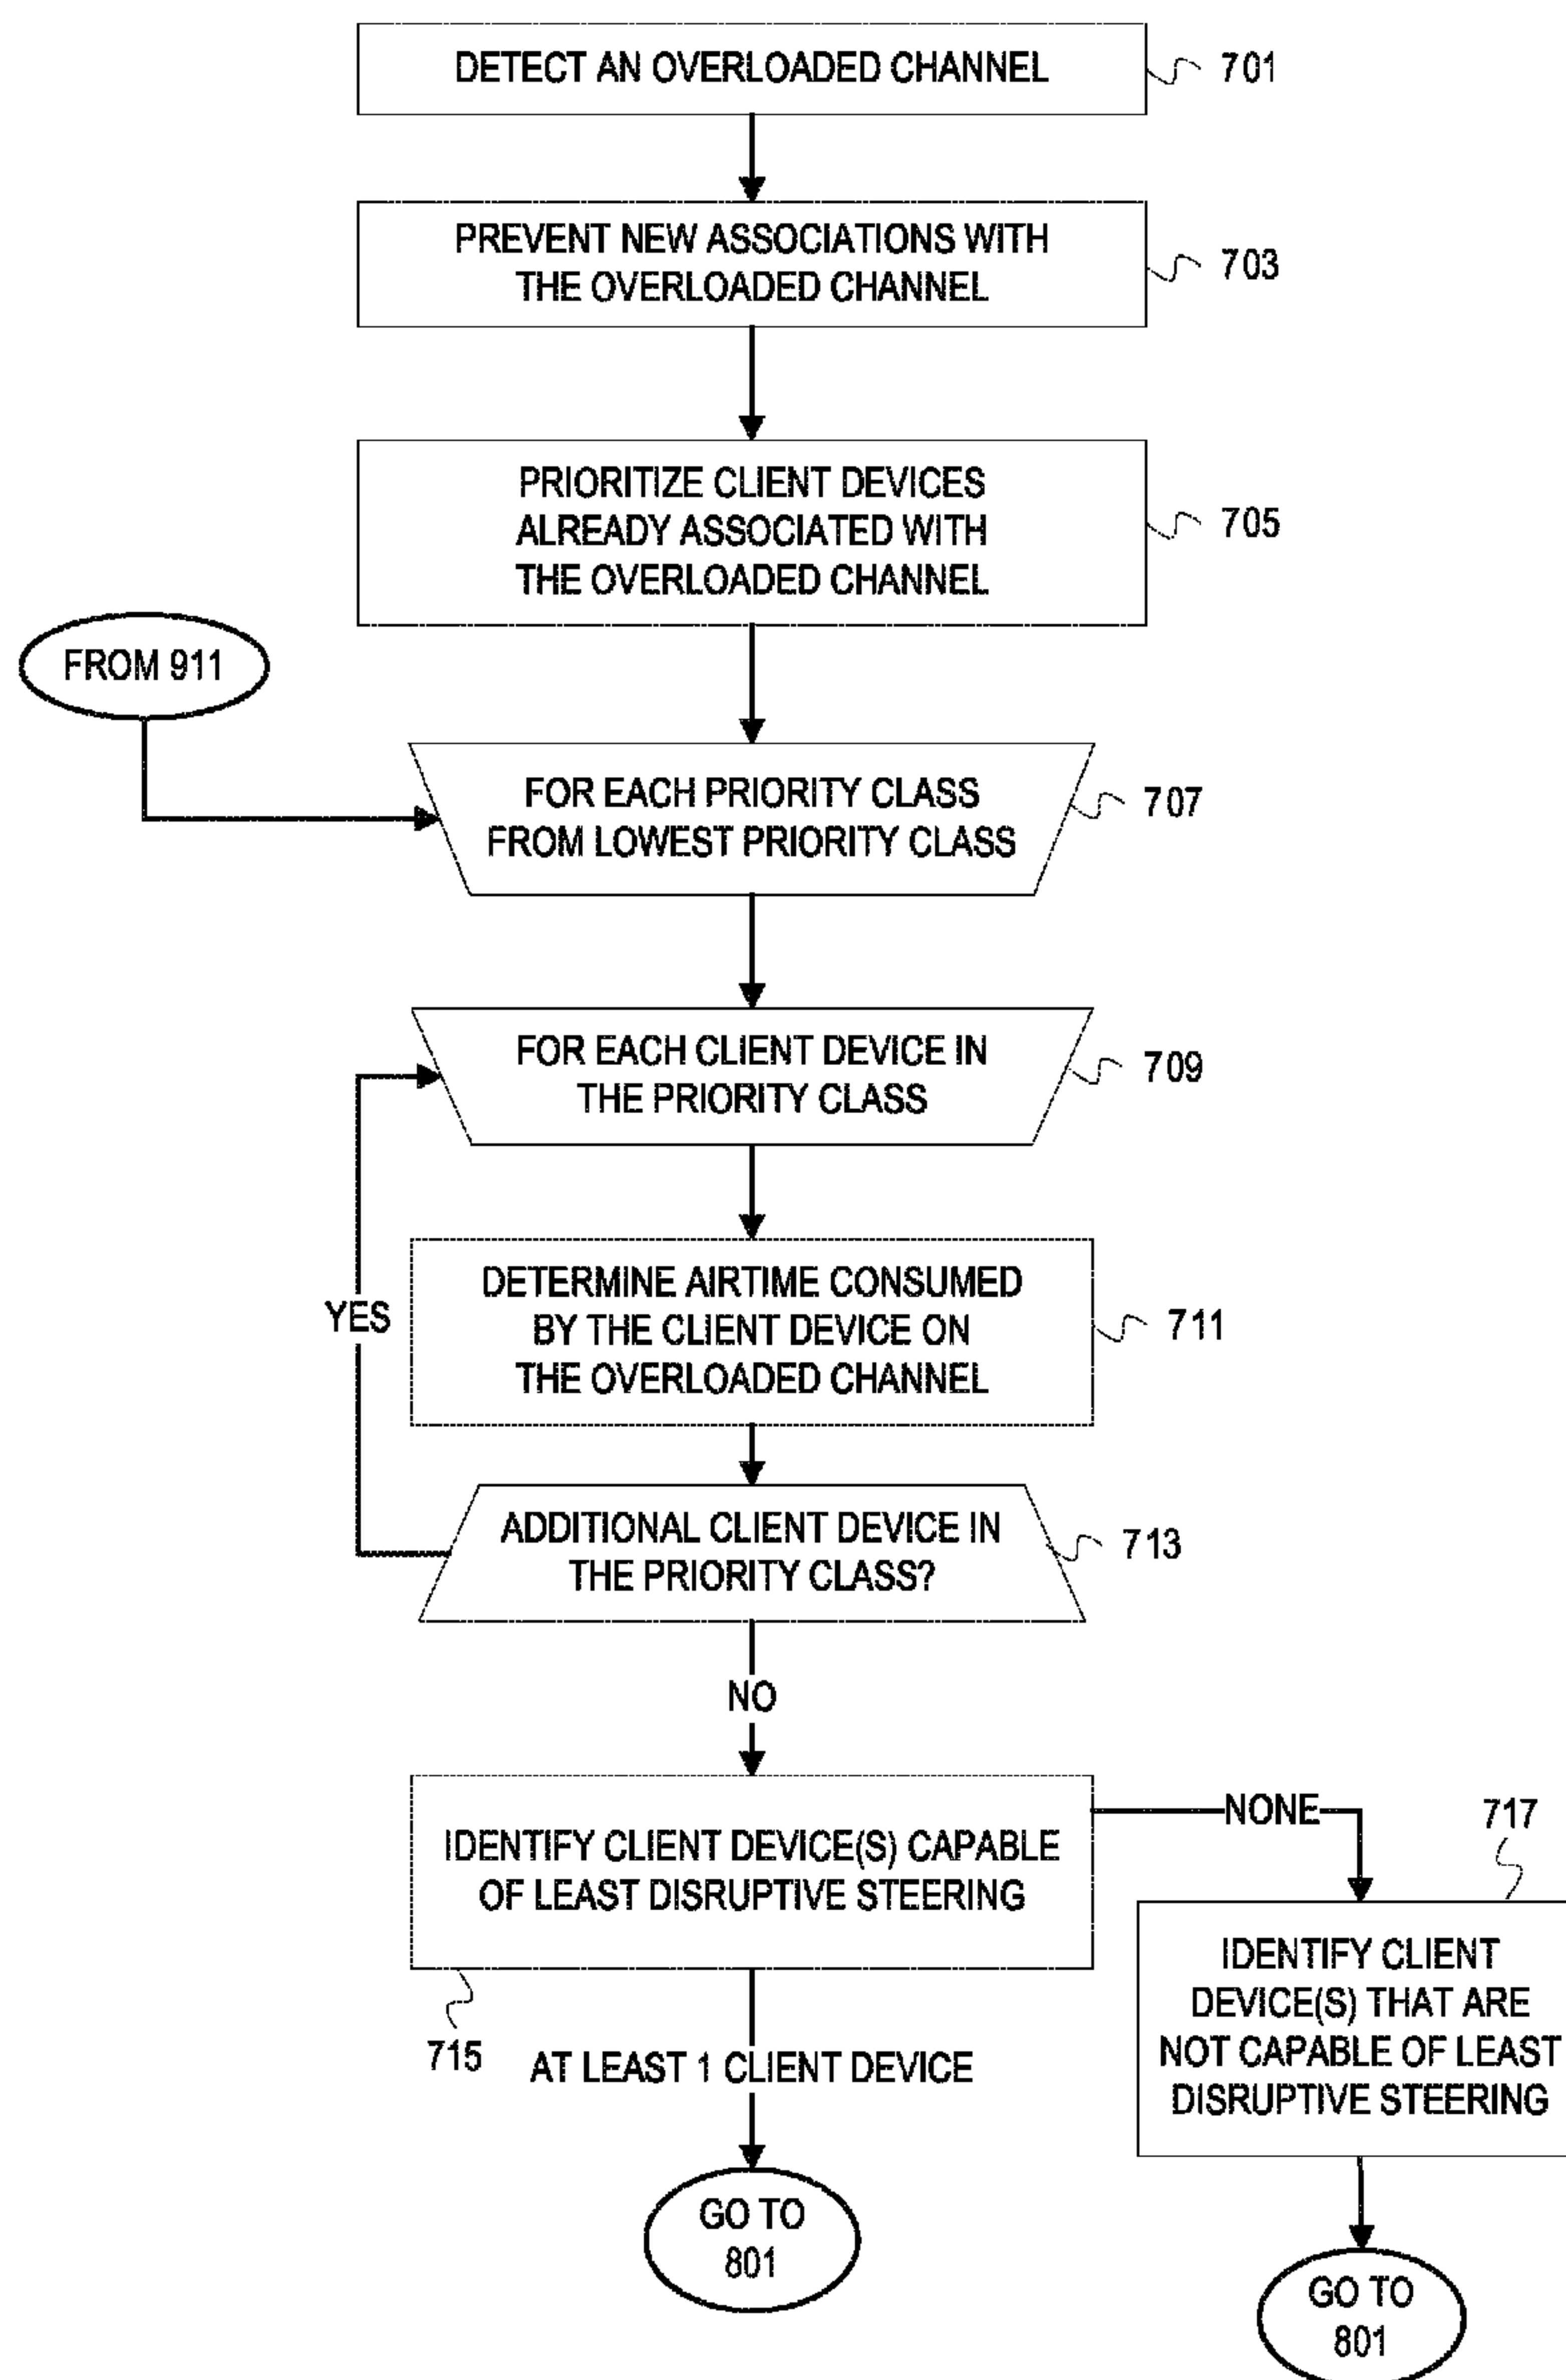 DETECT AN OVERLOADED CHANNEL
701
PREVENT NEW ASSOCIATIONS WITH
THE OVERLOADED CHANNEL
703
PRIORITIZE CLIENT DEVICES
ALREADY ASSOCIATED WITH
THE OVERLOADED CHANNEL
705
FROM 911
FOR EACH PRIORITY CLASS
FROM LOWEST PRIORITY CLASS
707
FOR EACH CLIENT DEVICE IN
THE PRIORITY CLASS
709
DETERMINE AIRTIME CONSUMED
BY THE CLIENT DEVICE ON
THE OVERLOADED CHANNEL
711
YES
ADDITIONAL CLIENT DEVICE IN
THE PRIORITY CLASS?
713
NO
IDENTIFY CLIENT DEVICE(S) CAPABLE
OF LEAST DISRUPTIVE STEERING
715
NONE
717
IDENTIFY CLIENT
DEVICE(S) THAT ARE
NOT CAPABLE OF LEAST
DISRUPTIVE STEERING
AT LEAST 1 CLIENT DEVICE
GO TO
801
GO TO
801